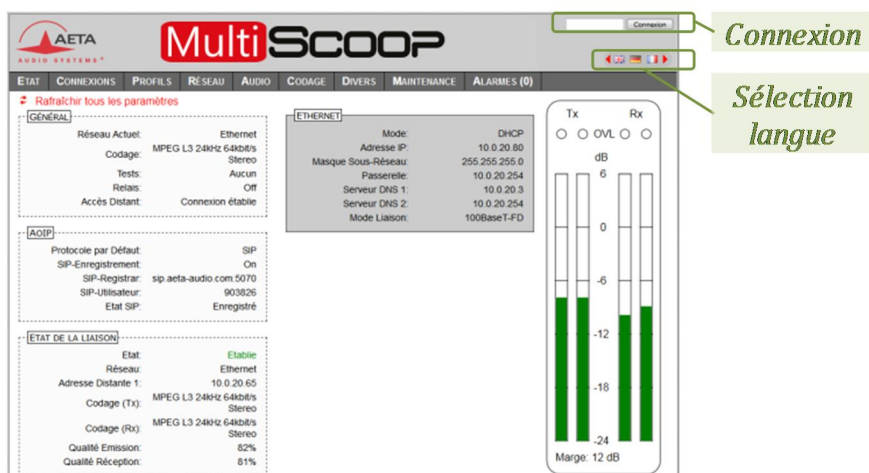 AETA
AUDIO SYSTEMS
MultiScoop
Connexion
Connexion
Sélection
langue
ETAT CONNEXIONS PROFILS RÉSEAU AUDIO CODAGE DIVERS MAINTENANCE ALARMES (0)
Rafraîchir tous les paramètres
GÉNÉRAL
Réseau Actuel: Ethernet
Codage: MPEG L3 24kHz 64kbit/s
Stereo
Tests: Aucun
Relais: Off
Accès Distant: Connexion établie
AOIP
Protocole par Défaut: SIP
SIP-Enregistrement: On
SIP-Registrar: sip.aeta-audio.com:5070
SIP-Utilisateur: 903826
Etat SIP: Enregistré
ETAT DE LA LIAISON
Etat: Etablie
Réseau: Ethernet
Adresse Distante 1: 10.0.20.65
Codage (Tx): MPEG L3 24kHz 64kbit/s
Stereo
Codage (Rx): MPEG L3 24kHz 64kbit/s
Stereo
Qualité Emission: 82%
Qualité Réception: 81%
ETHERNET
Mode: DHCP
Adresse IP: 10.0.20.80
Masque Sous-Réseau: 255.255.255.0
Passerelle: 10.0.20.254
Serveur DNS 1: 10.0.20.3
Serveur DNS 2: 10.0.20.254
Mode Liaison: 100BaseT-FD
Tx Rx
OVL
dB
6
0
-6
-12
-18
-24
Marge: 12 dB